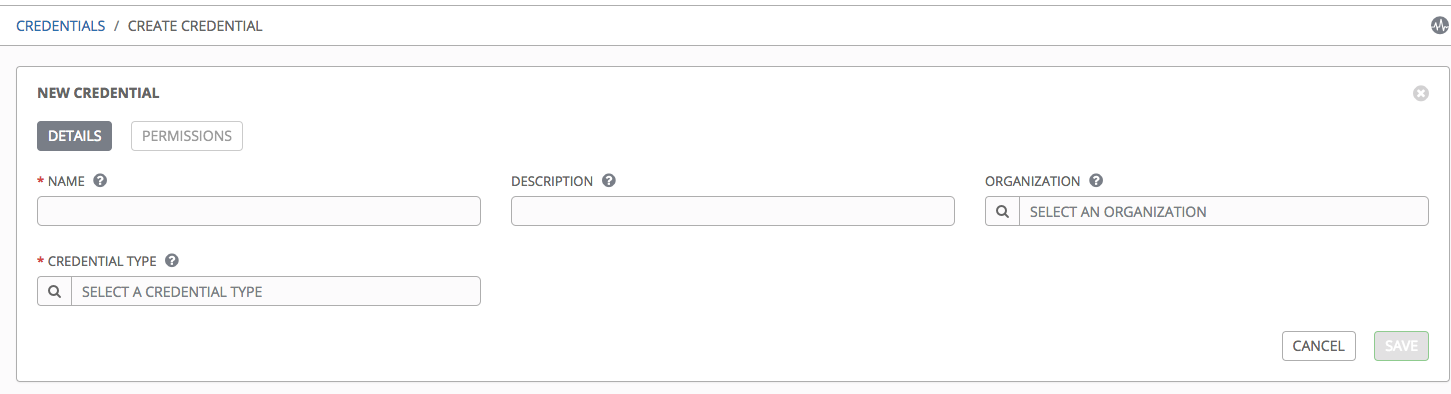 CREDENTIALS / CREATE CREDENTIAL
NEW CREDENTIAL
DETAILS PERMISSIONS
* NAME ? DESCRIPTION ? ORGANIZATION ?
SELECT AN ORGANIZATION
* CREDENTIAL TYPE ?
SELECT A CREDENTIAL TYPE
CANCEL SAVE